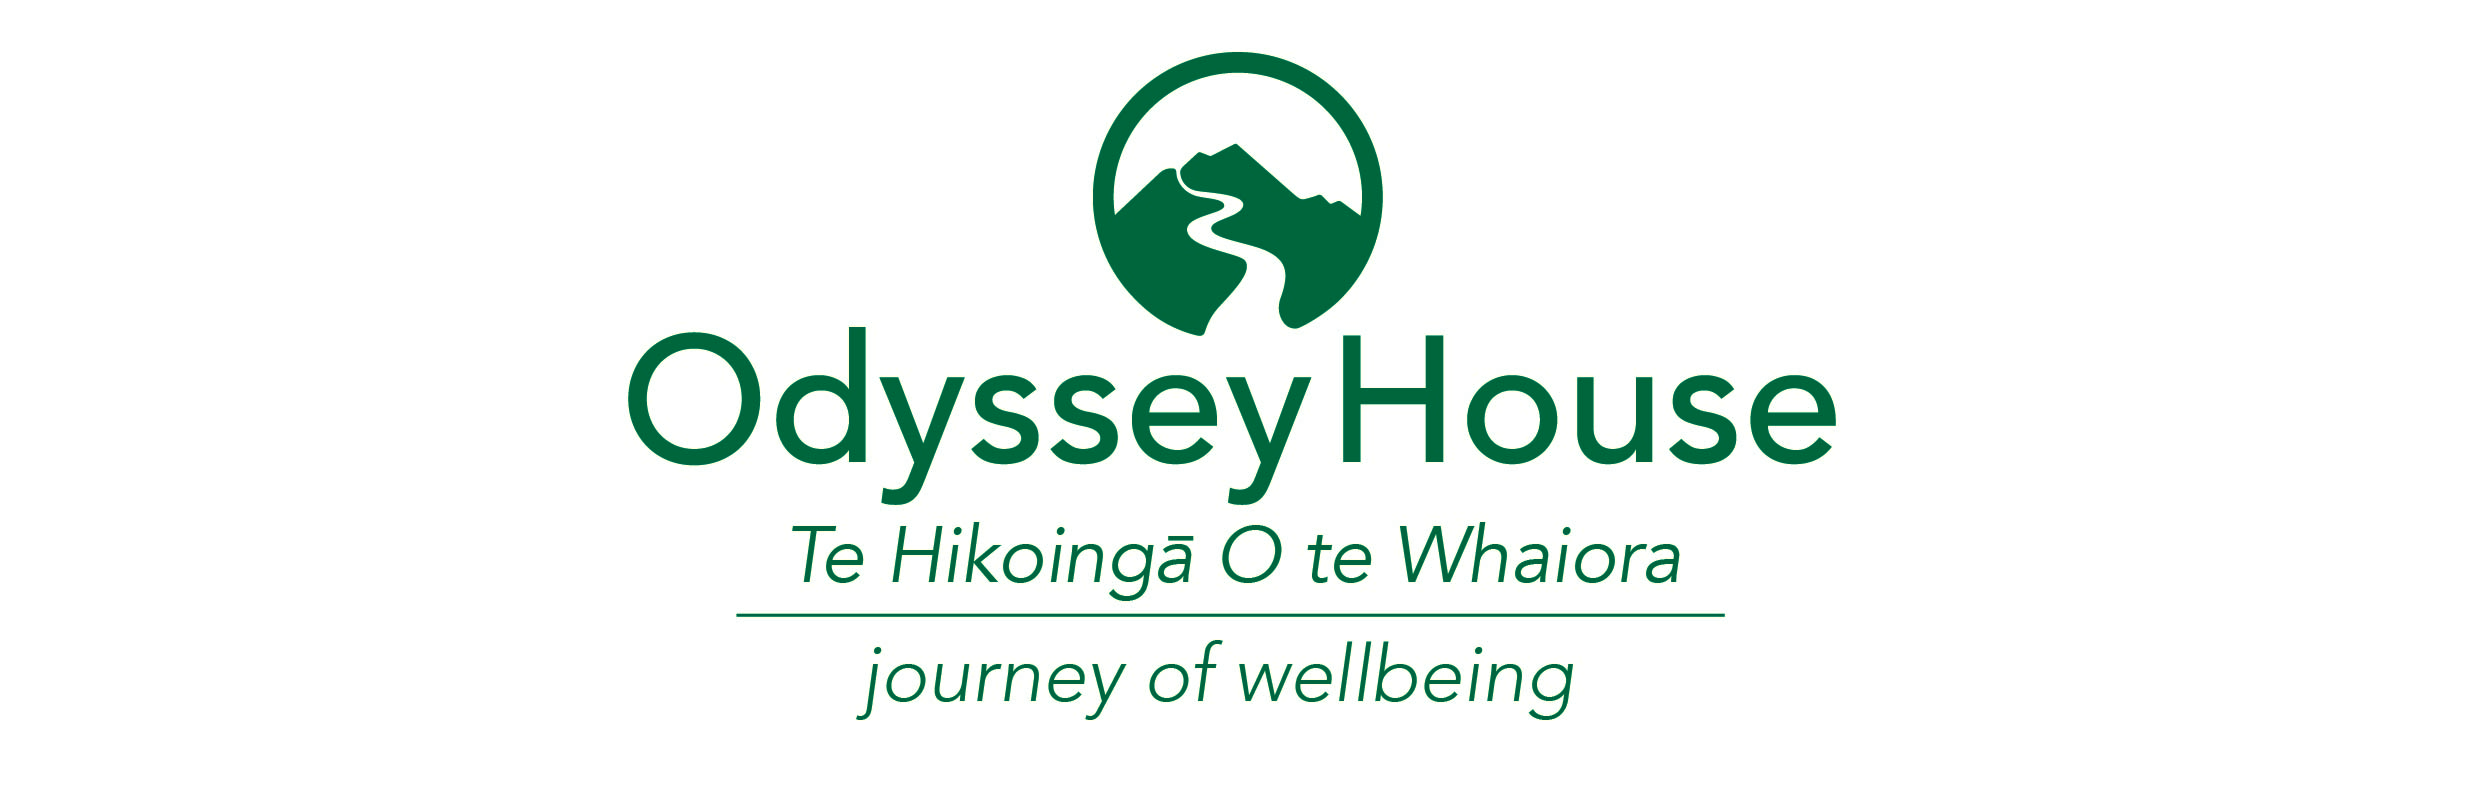 Odyssey House
Te Hikoingā O te Whaiora
journey of wellbeing